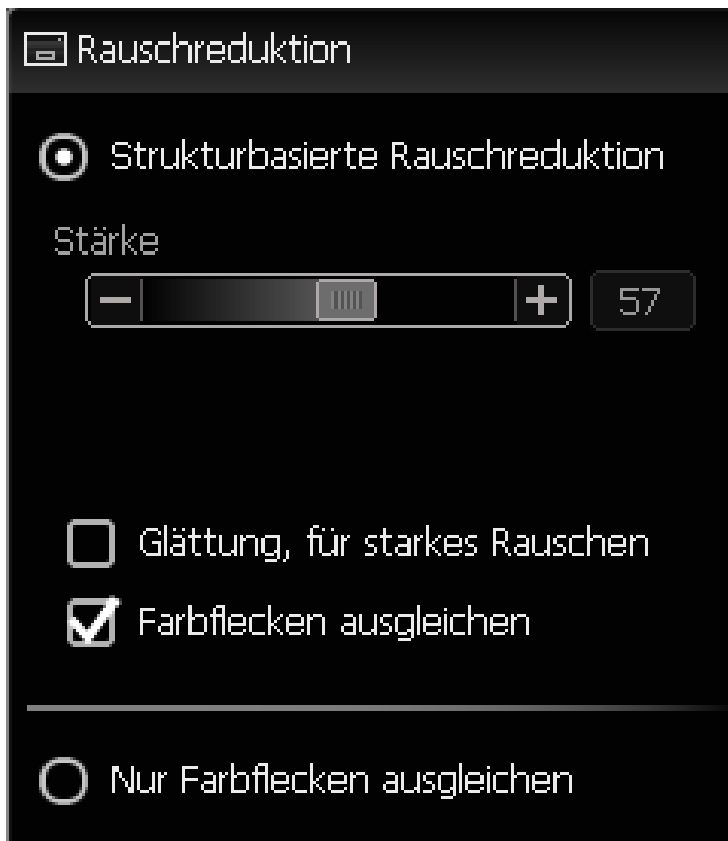 Rauschreduktion
Strukturbasierte Rauschreduktion
Stärke
57
Glättung, für starkes Rauschen
Farbflecken ausgleichen
Nur Farbflecken ausgleichen